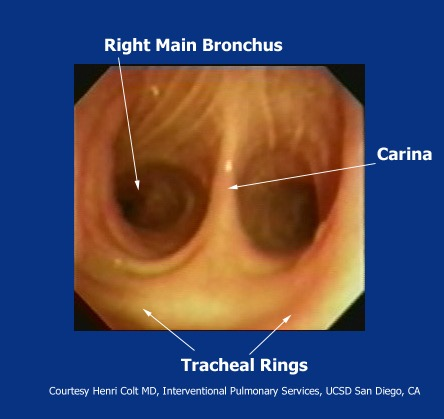 Right Main Bronchus
Carina
Tracheal Rings
Courtesy Henri Colt MD, Interventional Pulmonary Services, UCSD San Diego, CA